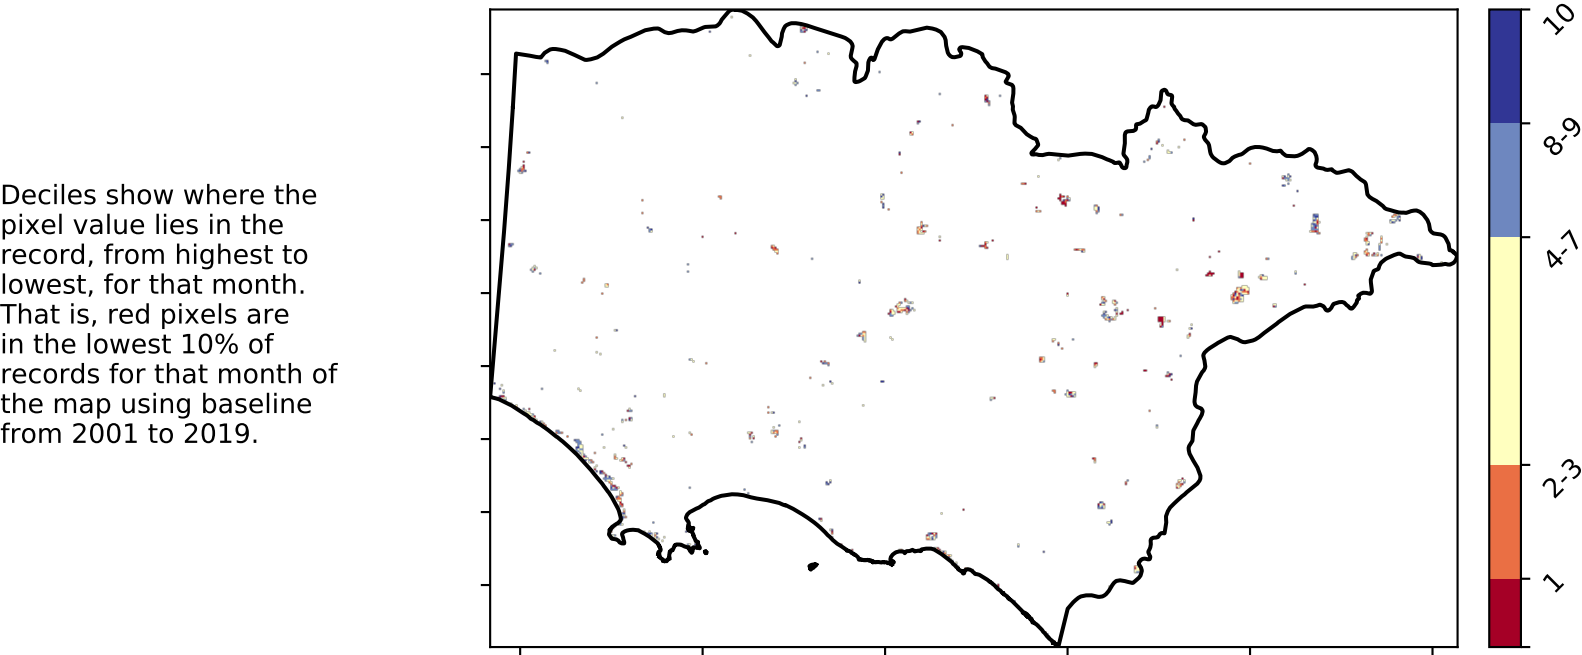 Deciles show where the
pixel value lies in the
record, from highest to
lowest, for that month.
That is, red pixels are
in the lowest 10% of
records for that month of
the map using baseline
from 2001 to 2019.
10
8-9
4-7
2-3
1